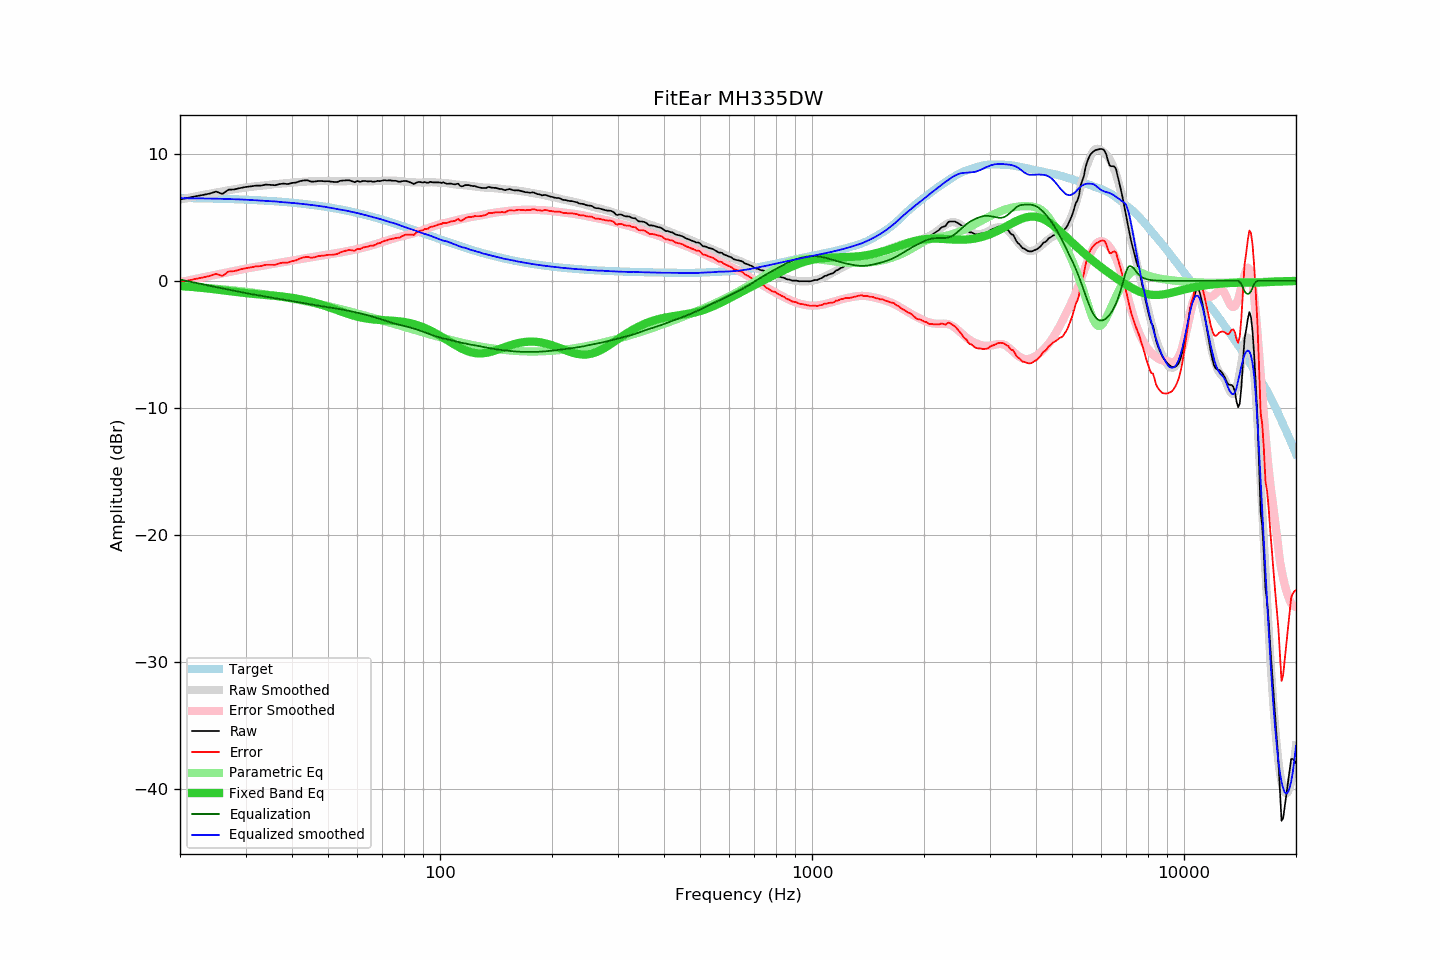 FitEar MH335DW
10
0
−10
−20
−30
−40
Amplitude (dBr)
Target
Raw Smoothed
Error Smoothed
Raw
Error
Parametric Eq
Fixed Band Eq
Equalization
Equalized smoothed
100
1000
10000
Frequency (Hz)